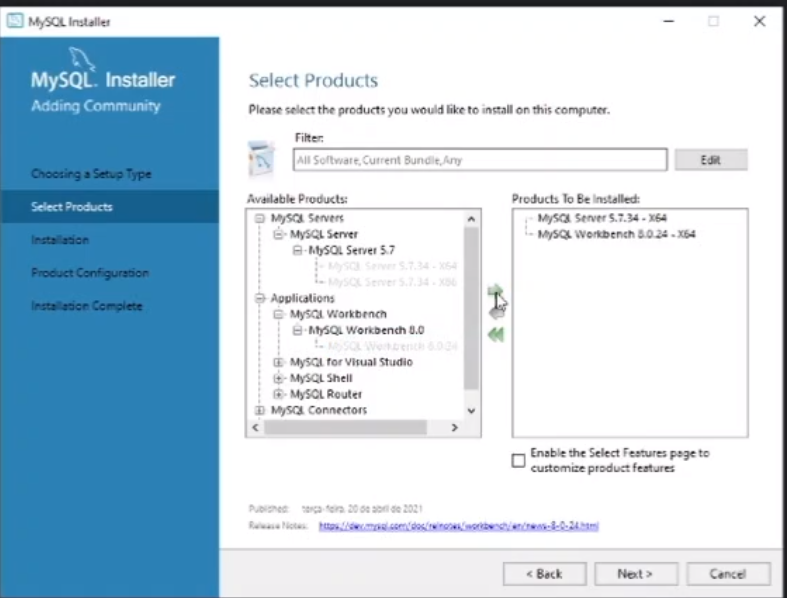 MySQL Installer
MySQL. Installer
Adding Community
Choosing a Setup Type
Select Products
Installation
Product Configuration
Installation Complete
Select Products
Please select the products you would like to install on this computer.
Filter:
All Software,Current Bundle,Any
Edit
Available Products:
MySQL Servers
MySQL Server
MySQL Server 5.7
MySQL Server 5.7.34 - X64
MySQL Server 5.7.34 - X86
Applications
MySQL Workbench
MySQL Workbench 8.0
MySQL Workbench 8.0.24
MySQL for Visual Studio
MySQL Shell
MySQL Router
MySQL Connectors
Products To Be Installed:
MySQL Server 5.7.34 - X64
MySQL Workbench 8.0.24 - X64
Enable the Select Features page to
customize product features
Published: terça-feira, 20 de abril de 2021
Release Notes: https://dev.mysql.com/doc/relnotes/workbench/en/news-8-0-24.html
< Back
Next >
Cancel